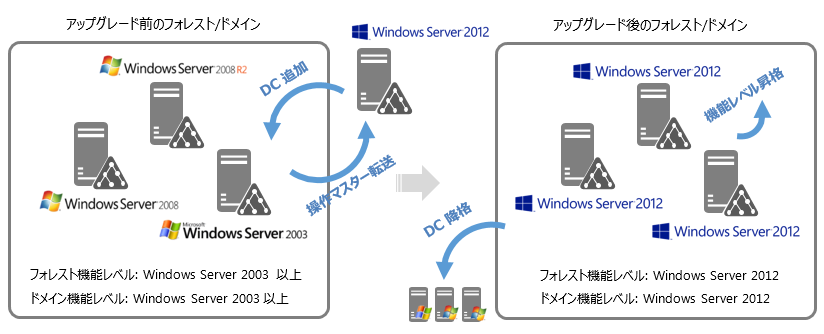 アップグレード前のフォレスト/ドメイン
Windows Server 2008 R2
Windows Server 2008
Microsoft
Windows Server 2003
フォレスト機能レベル: Windows Server 2003 以上
ドメイン機能レベル: Windows Server 2003 以上
Windows Server 2012
DC 追加
操作マスター転送
アップグレード後のフォレスト/ドメイン
Windows Server 2012
機能レベル昇格
Windows Server 2012
Windows Server 2012
DC 降格
フォレスト機能レベル: Windows Server 2012
ドメイン機能レベル: Windows Server 2012